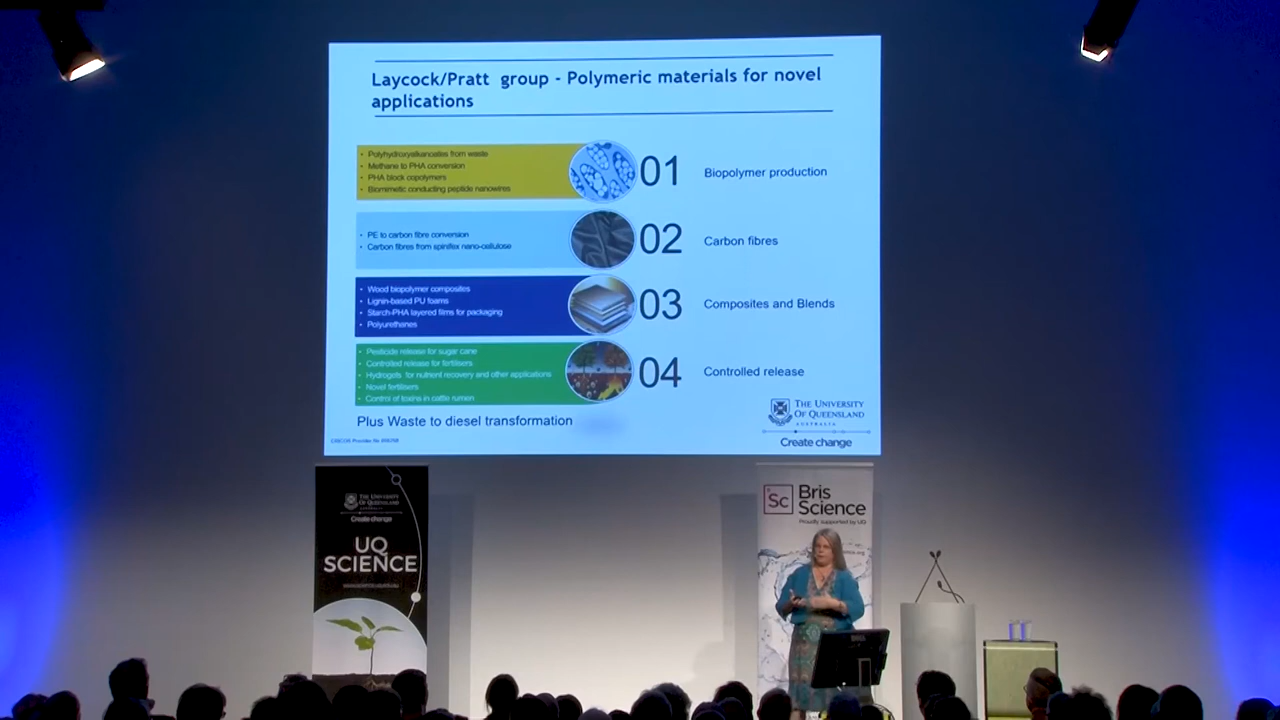 Laycock/Pratt group - Polymeric materials for novel
applications
• Polyhydroxyalkanoates from waste
• Methane to PHA conversion
• PHA block copolymers
• Biomimetic conducting peptide nanowires
01
Biopolymer production
• PE to carbon fibre conversion
• Carbon fibres from spinifex nano-cellulose
02
Carbon fibres
• Wood biopolymer composites
• Lignin-based PU foams
• Starch-PHA layered films for packaging
• Polyurethanes
03
Composites and Blends
• Pesticide release for sugar cane
• Controlled release for fertilisers
• Hydrogels for nutrient recovery and other applications
• Novel fertilisers
• Control of toxins in cattle rumen
04
Controlled release
Plus Waste to diesel transformation
CRICOS Provider No
THE UNIVERSITY
OF QUEENSLAND
AUSTRALIA
Create change
THE UNIVERSITY
OF QUEENSLAND
Create change
UQ
SCIENCE
Sc
Bris
Science
Proudly supported by UQ
DELL